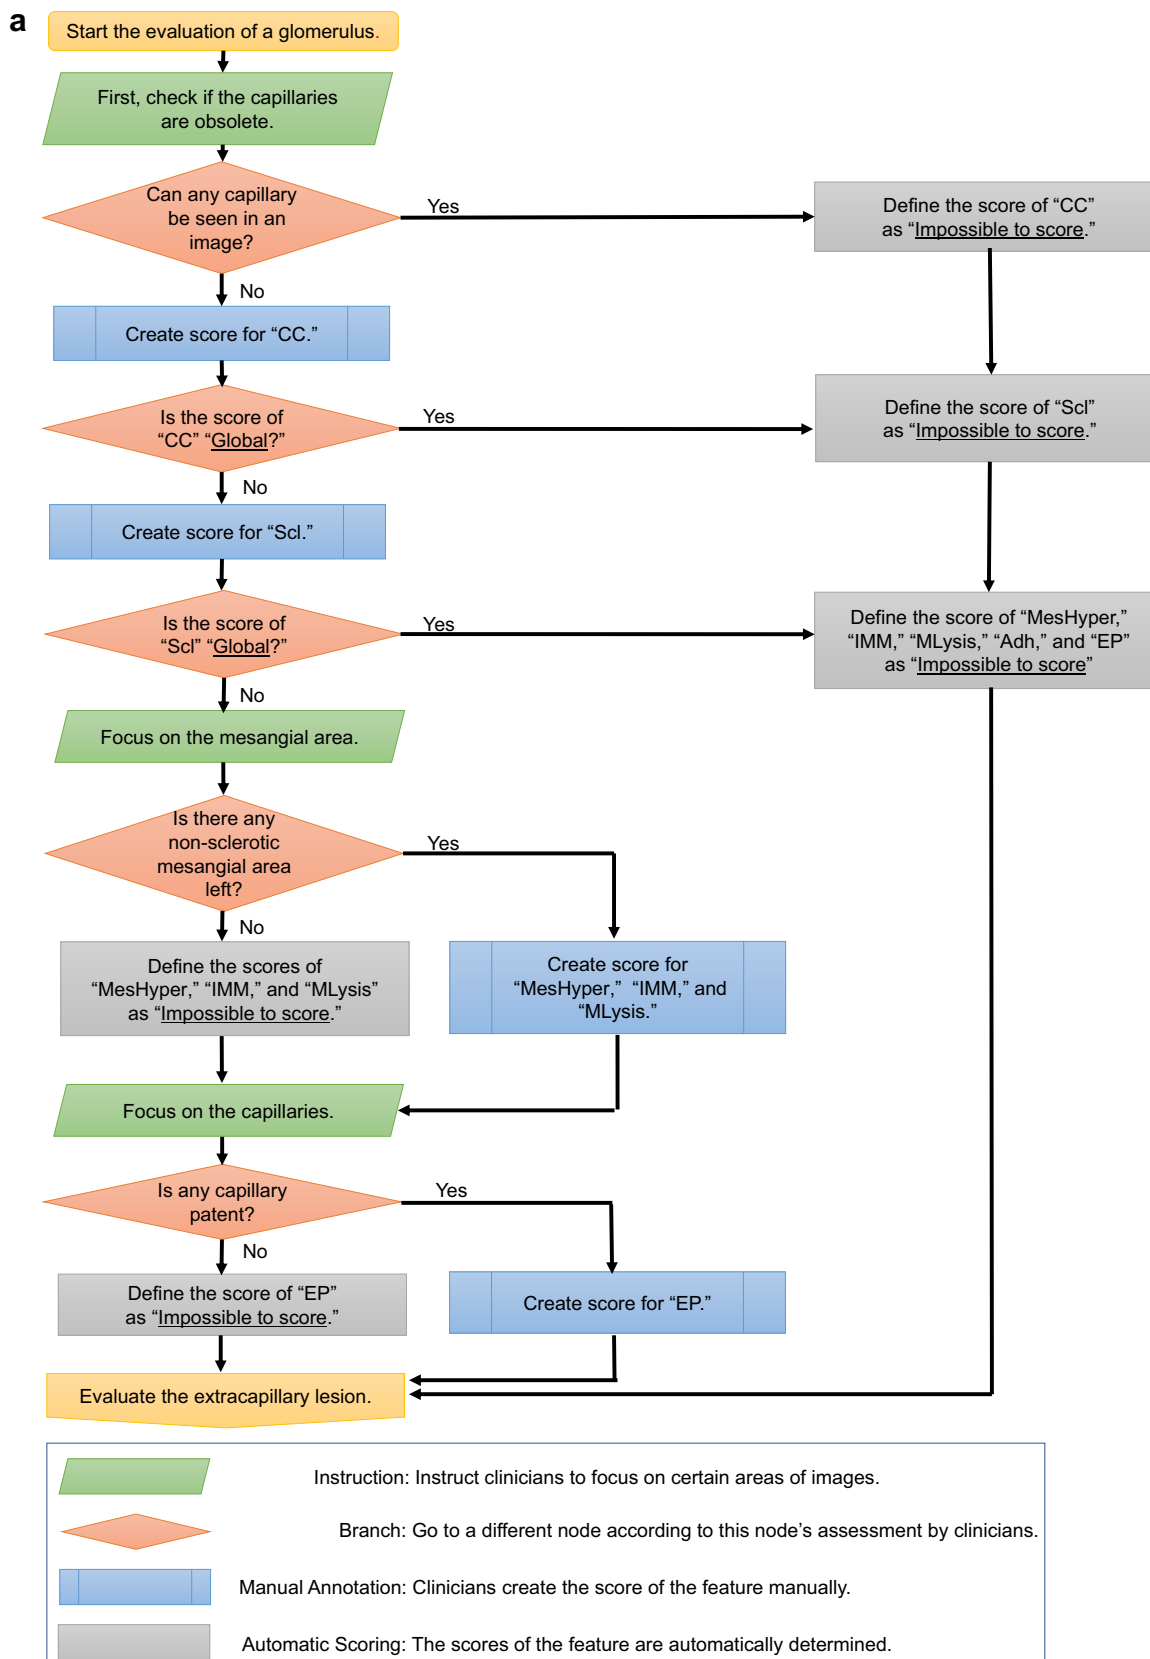 a
Start the evaluation of a glomerulus.
First, check if the capillaries
are obsolete.
Can any capillary
be seen in an
image?
Yes
Define the score of “CC”
as “Impossible to score.”
No
Create score for “CC.”
Is the score of
“CC” “Global?”
Yes
Define the score of “Scl”
as “Impossible to score.”
No
Create score for “Scl.”
Is the score of
“Scl” “Global?”
Yes
Define the score of “MesHyper,”
“IMM,” “MLysis,” “Adh,” and “EP”
as “Impossible to score”
No
Focus on the mesangial area.
Is there any
non-sclerotic
mesangial area
left?
Yes
No
Define the scores of
“MesHyper,” “IMM,” and “MLysis”
as “Impossible to score.”
Create score for
“MesHyper,” “IMM,” and
“MLysis.”
Focus on the capillaries.
Is any capillary
patent?
Yes
No
Define the score of “EP”
as “Impossible to score.”
Create score for “EP.”
Evaluate the extracapillary lesion.
Instruction: Instruct clinicians to focus on certain areas of images.
Branch: Go to a different node according to this node’s assessment by clinicians.
Manual Annotation: Clinicians create the score of the feature manually.
Automatic Scoring: The scores of the feature are automatically determined.